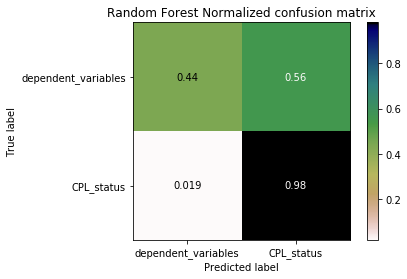 Random Forest Normalized confusion matrix
True label
dependent_variables
CPL_status
0.44
0.56
0.019
0.98
dependent_variables
CPL_status
Predicted label
0.8
0.6
0.4
0.2